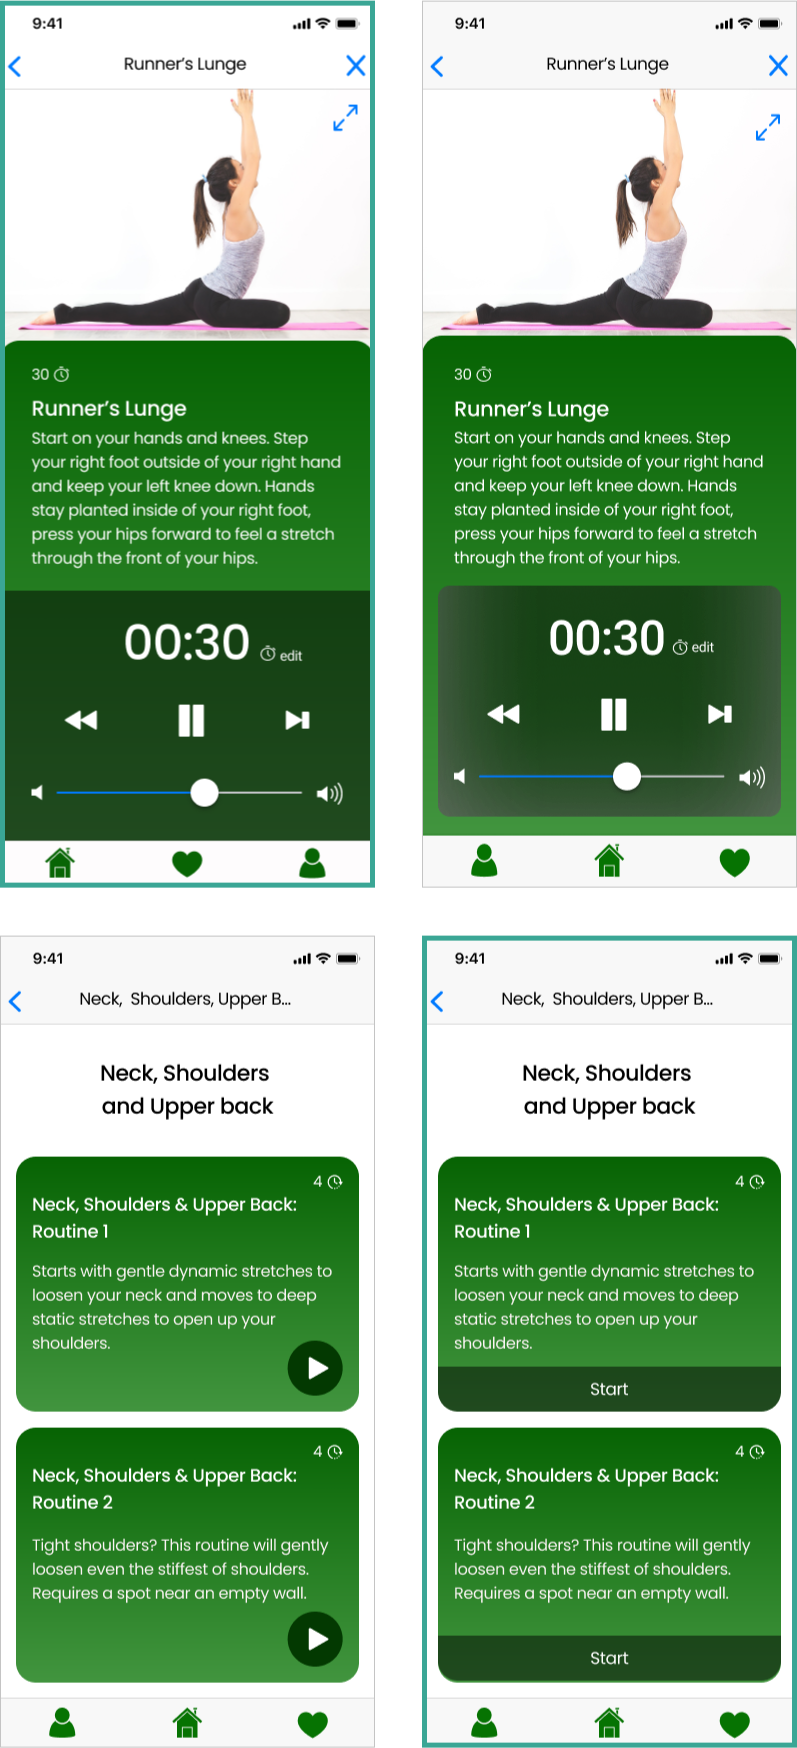 9:41
Runner's Lunge
30
Runner's Lunge
Start on your hands and knees. Step
your right foot outside of your right hand
and keep your left knee down. Hands
stay planted inside of your right foot,
press your hips forward to feel a stretch
through the front of your hips.
00:30 edit
9:41
Runner's Lunge
30
Runner's Lunge
Start on your hands and knees. Step
your right foot outside of your right hand
and keep your left knee down. Hands
stay planted inside of your right foot,
press your hips forward to feel a stretch
through the front of your hips.
00:30 edit
9:41
Neck, Shoulders, Upper B...
Neck, Shoulders
and Upper back
4
Neck, Shoulders & Upper Back:
Routine 1
Starts with gentle dynamic stretches to
loosen your neck and moves to deep
static stretches to open up your
shoulders.
4
Neck, Shoulders & Upper Back:
Routine 2
Tight shoulders? This routine will gently
loosen even the stiffest of shoulders.
Requires a spot near an empty wall.
9:41
Neck, Shoulders, Upper B...
Neck, Shoulders
and Upper back
4
Neck, Shoulders & Upper Back:
Routine 1
Starts with gentle dynamic stretches to
loosen your neck and moves to deep
static stretches to open up your
shoulders.
Start
4
Neck, Shoulders & Upper Back:
Routine 2
Tight shoulders? This routine will gently
loosen even the stiffest of shoulders.
Requires a spot near an empty wall.
Start